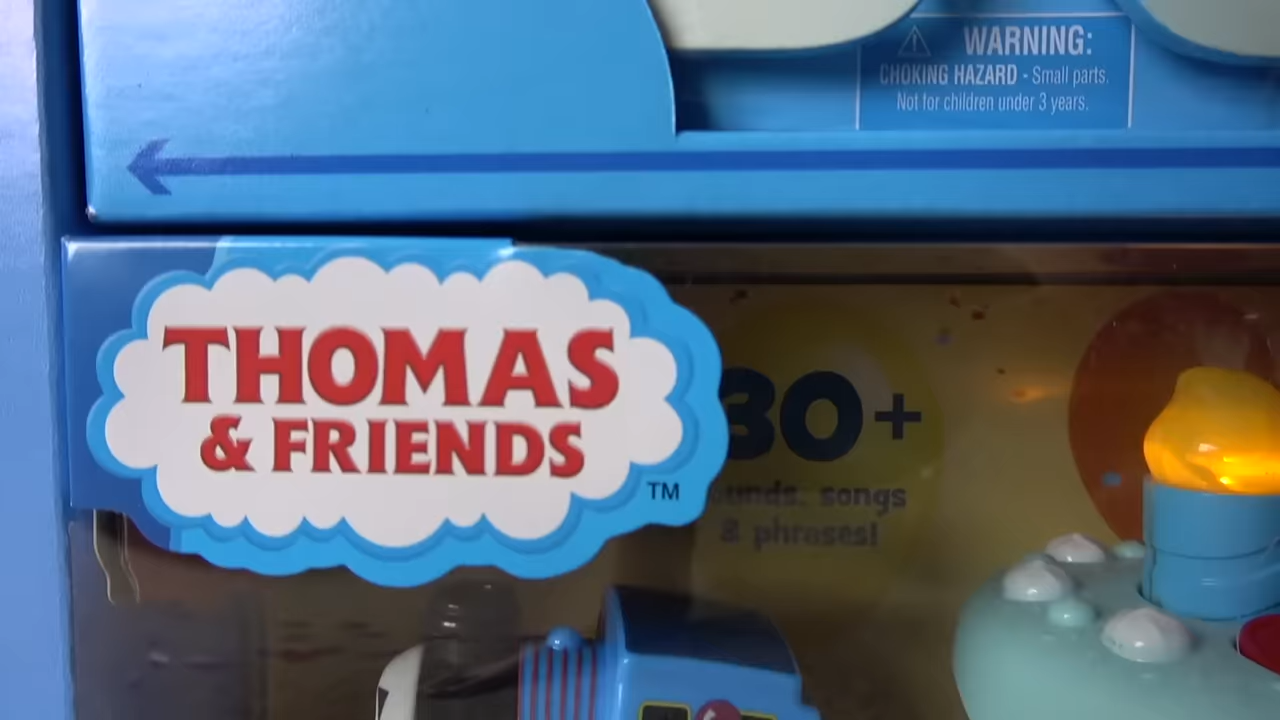 WARNING:
CHOKING HAZARD - Small parts.
Not for children under 3 years.
THOMAS
& FRIENDS
TM
30+
sounds, songs
& phrases!